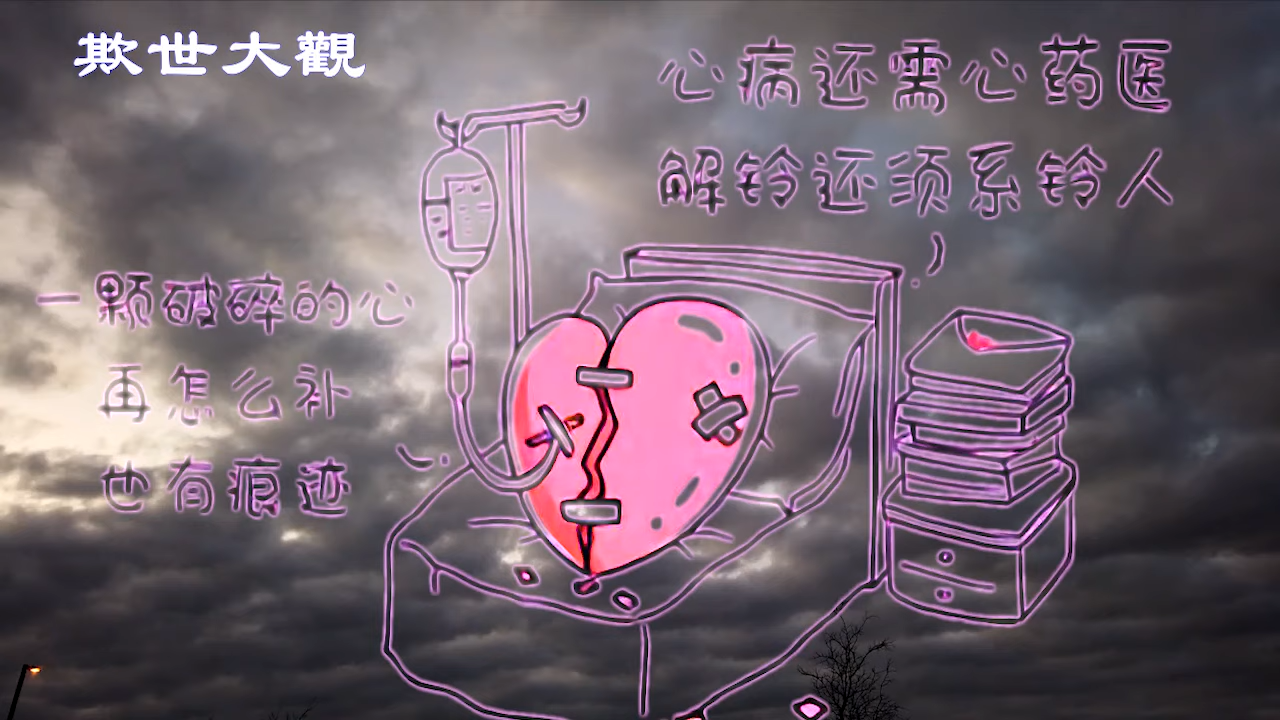 欺世大觀
心病还需心药医
解铃还须系铃人
一颗破碎的心
再怎么补
也有痕迹